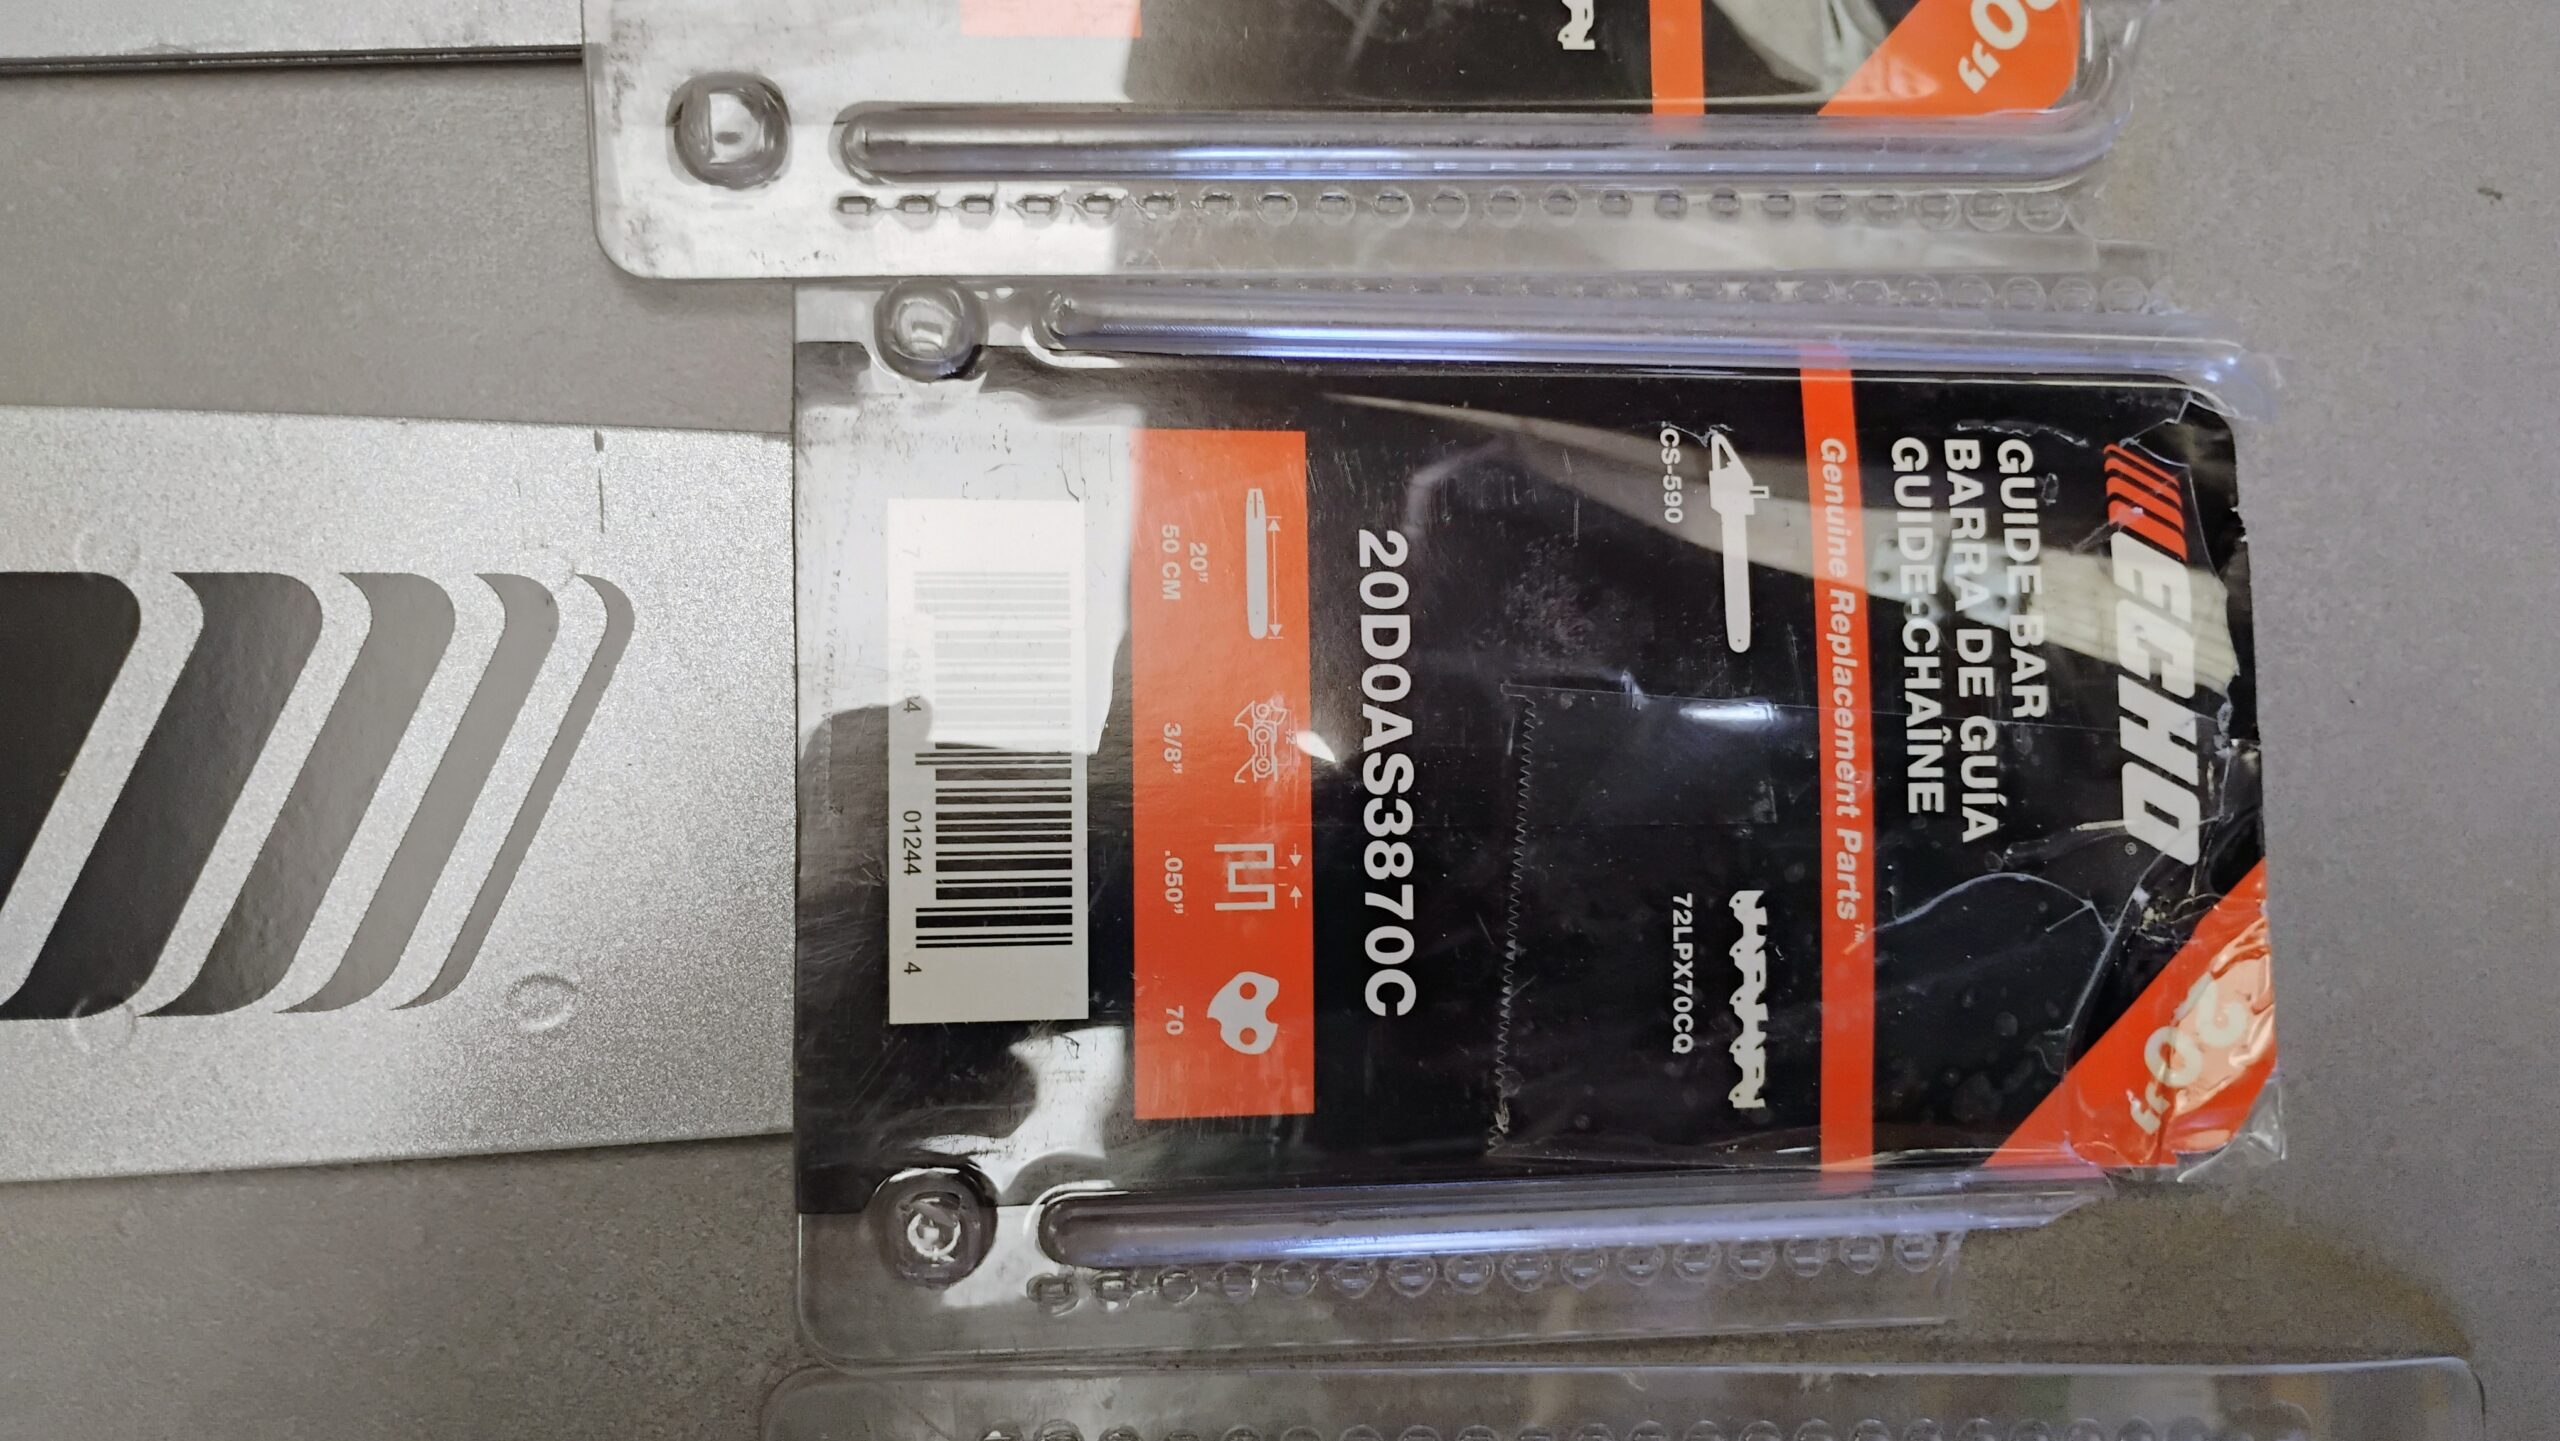 ECHO®
GUIDE BAR
BARRA DE GUÍA
GUIDE-CHAÎNE
20"
Genuine Replacement Parts™
CS-590
72LPX70CQ
20D0AS3870C
20"
50 CM
3/8"
.050"
70
01244
4